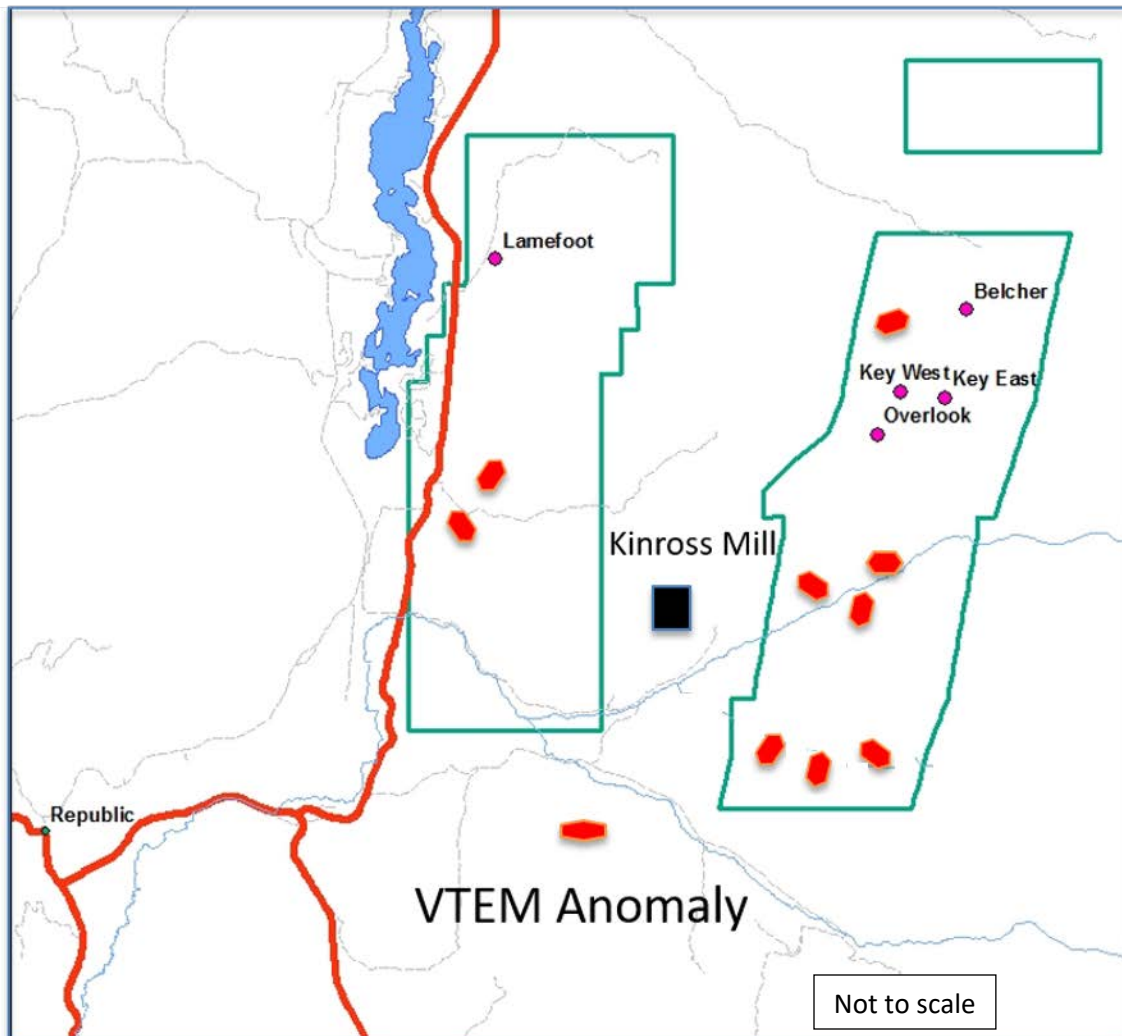 Lamefoot
Belcher
Key West
Key East
Overlook
Kinross Mill
Republic
VTEM Anomaly
Not to scale